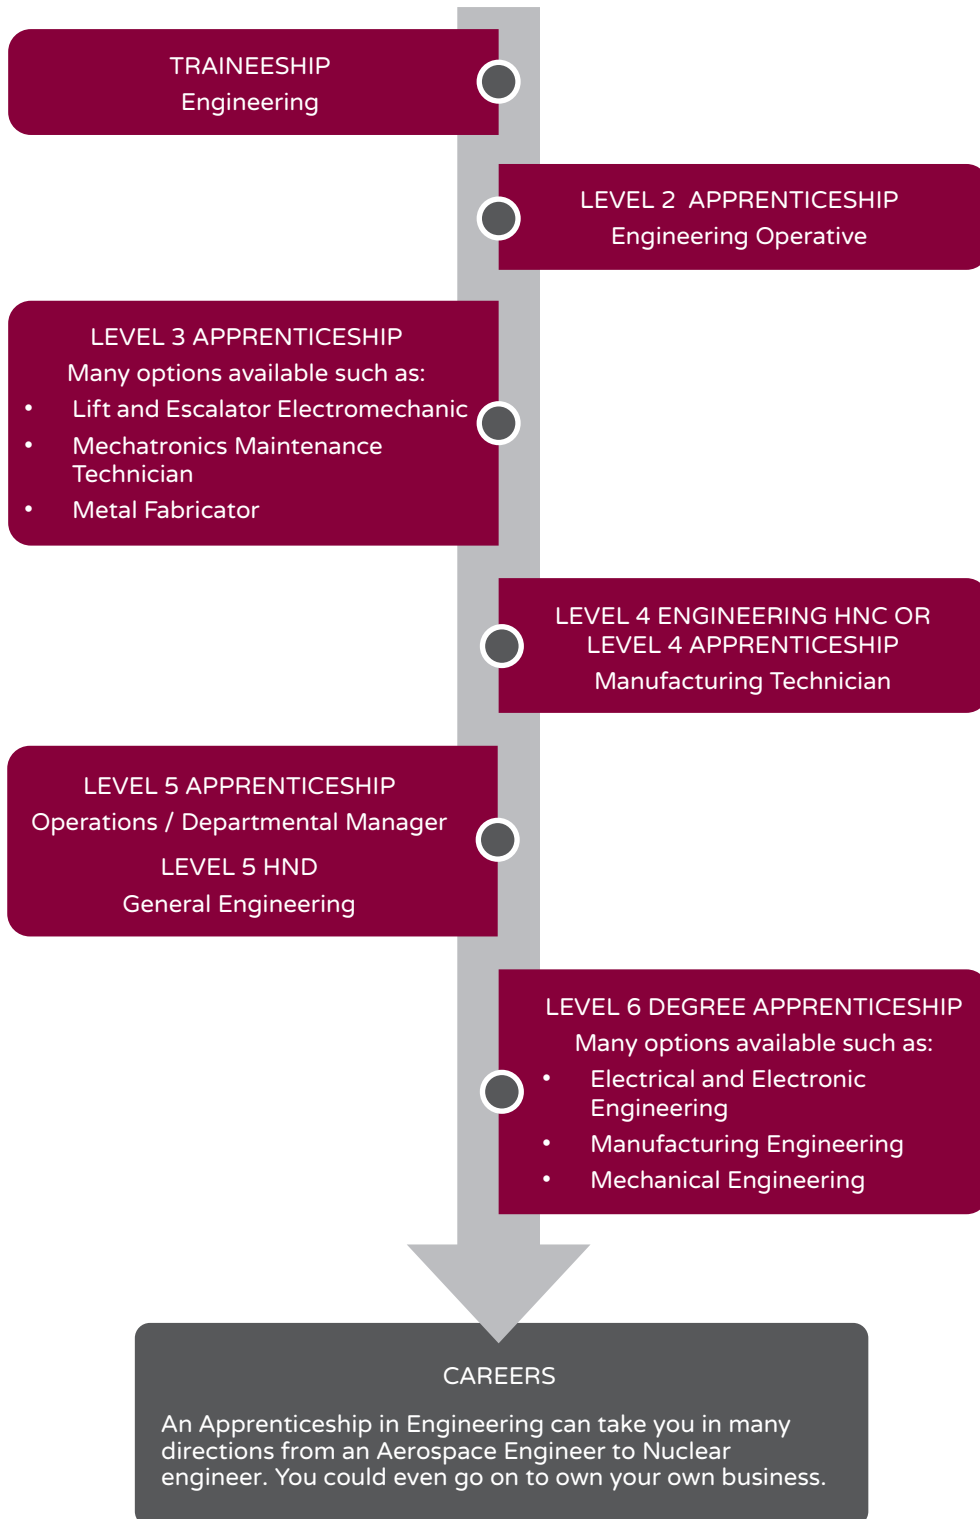 TRAINEESHIP
Engineering
LEVEL 2 APPRENTICESHIP
Engineering Operative
LEVEL 3 APPRENTICESHIP
Many options available such as:
• Lift and Escalator Electromechanic
• Mechatronics Maintenance
Technician
• Metal Fabricator
LEVEL 4 ENGINEERING HNC OR
LEVEL 4 APPRENTICESHIP
Manufacturing Technician
LEVEL 5 APPRENTICESHIP
Operations / Departmental Manager
LEVEL 5 HND
General Engineering
LEVEL 6 DEGREE APPRENTICESHIP
Many options available such as:
• Electrical and Electronic
Engineering
• Manufacturing Engineering
• Mechanical Engineering
CAREERS
An Apprenticeship in Engineering can take you in many
directions from an Aerospace Engineer to Nuclear
engineer. You could even go on to own your own business.